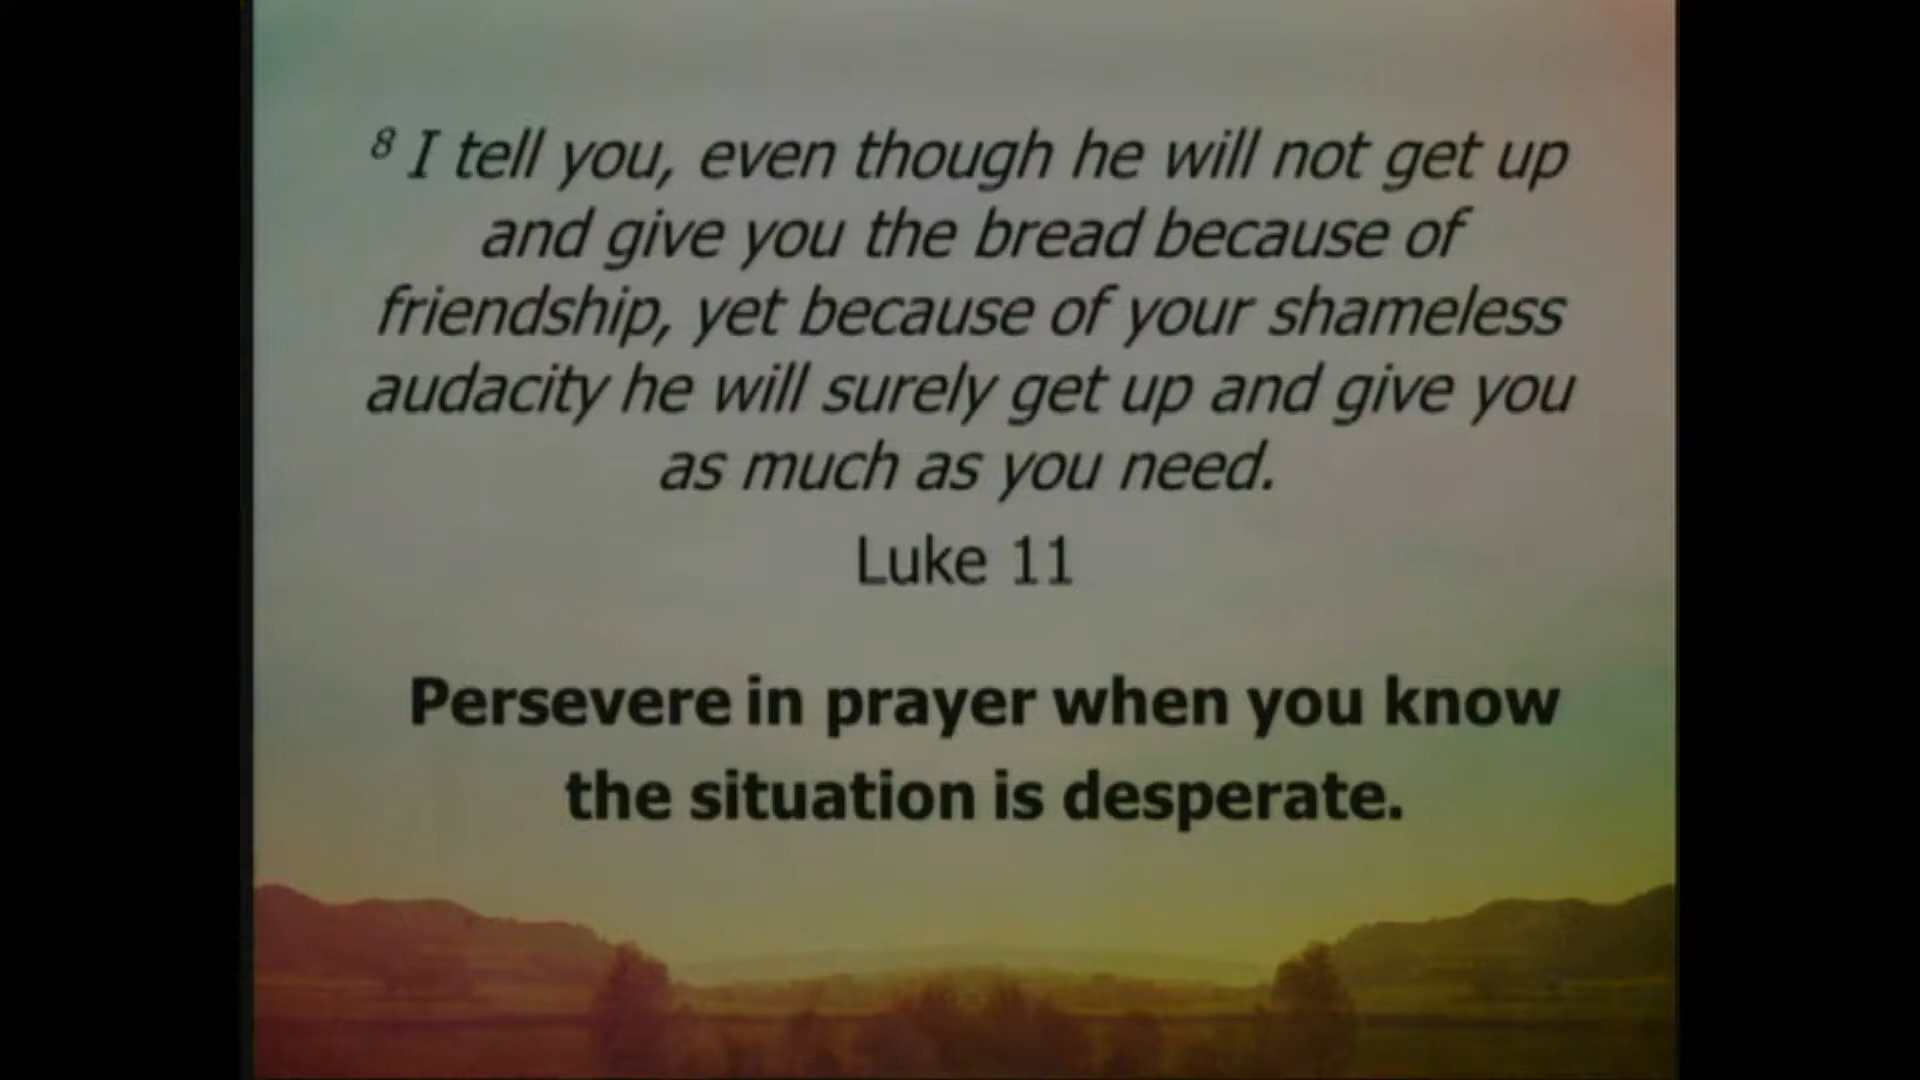 8 I tell you, even though he will not get up
and give you the bread because of
friendship, yet because of your shameless
audacity he will surely get up and give you
as much as you need.
Luke 11
Persevere in prayer when you know
the situation is desperate.